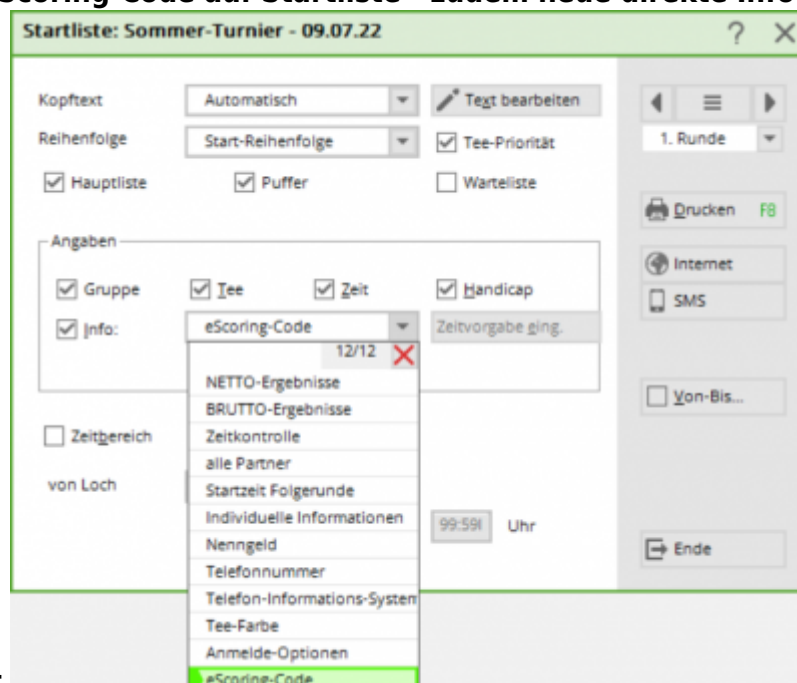 Startliste: Sommer-Turnier - 09.07.22 ?
Kopftext Automatisch Text bearbeiten
Reihenfolge Start-Reihenfolge Tee-Priorität 1. Runde
Hauptliste Puffer Warteliste
Drucken F8
Angaben
Internet
Gruppe Tee Zeit Handicap
SMS
Info: eScoring-Code Zeitvorgabe eing.
12/12
NETTO-Ergebnisse
Von-Bis...
BRUTTO-Ergebnisse
Zeitbereich Zeitkontrolle
alle Partner
von Loch Startzeit Folgerunde
Individuelle Informationen
Uhr
Nenngeld
Ende
Telefonnummer
Telefon-Informations-System
Tee-Farbe
Anmelde-Optionen
eScoring-Code